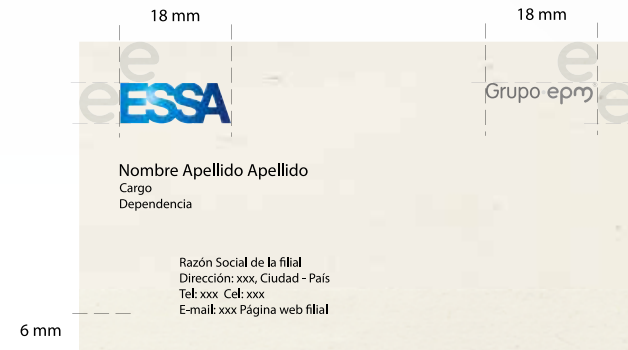 18 mm
18 mm
e
e
e
e
ESSA
Grupo·epm®
Nombre Apellido Apellido
Cargo
Dependencia
Razón Social de la filial
Dirección: xxx, Ciudad - País
Tel: xxx  Cel: xxx
E-mail: xxx Página web filial
6 mm